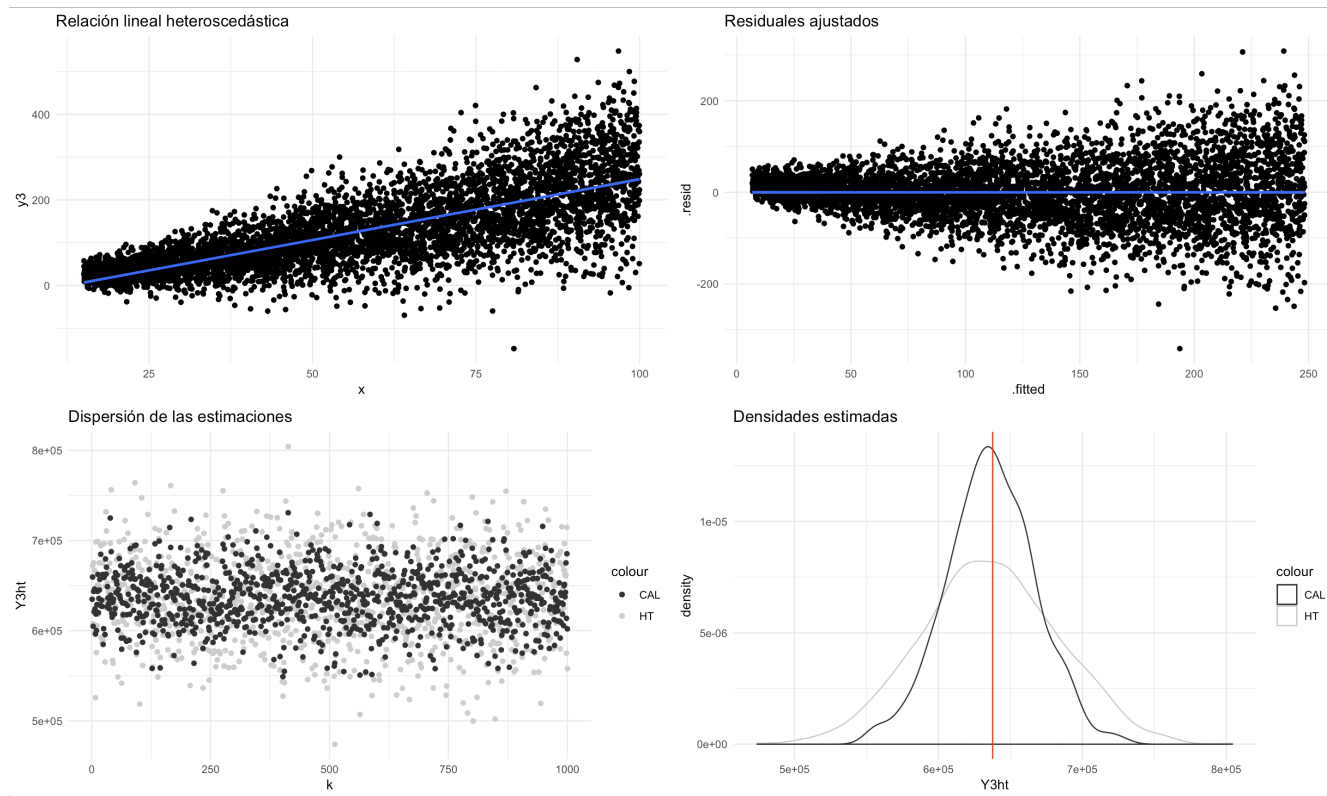 Relación lineal heteroscedástica
400
200
0
y3
25
50
75
100
x
Residuales ajustados
200
0
-200
.resid
0
50
100
150
200
250
.fitted
Dispersión de las estimaciones
8e+05
7e+05
6e+05
5e+05
Y3ht
0
250
500
750
1000
k
colour
CAL
HT
Densidades estimadas
1e-05
5e-06
0e+00
density
5e+05
6e+05
7e+05
8e+05
Y3ht
colour
CAL
HT